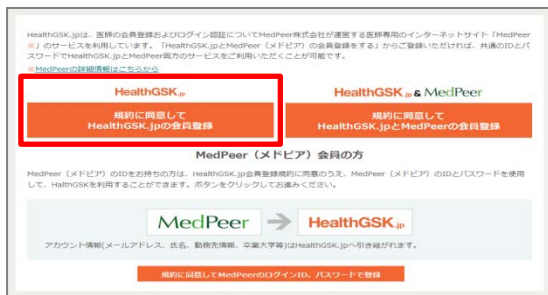 HealthGSK.jpは、医師の会員登録およびログイン認証についてMedPeer株式会社が運営する医師専用のインターネットサイト「MedPeer
※」のサービスを利用しています。「HealthGSK.jpとMedPeer（メドピア）の会員登録をする」からご登録いただければ、共通のIDとパ
スワードでHealthGSK.jpとMedPeer両方のサービスをご利用いただくことが可能です。
※MedPeerの詳細情報はこちらから
HealthGSK.jp
HealthGSK.jp & MedPeer
規約に同意して
HealthGSK.jpの会員登録
規約に同意して
HealthGSK.jpとMedPeerの会員登録
MedPeer（メドピア）会員の方
MedPeer（メドピア）のIDをお持ちの方は、HealthGSK.jp会員登録規約に同意のうえ、MedPeer（メドピア）のIDとパスワードを使用
して、HalthGSKを利用することができます。ボタンをクリックしてお進みください。
MedPeer → HealthGSK.jp
アカウント情報(メールアドレス、氏名、勤務先情報、卒業大学等)はHealthGSK.jpへ引き継がれます。
規約に同意してMedPeerのログインID、パスワードで登録